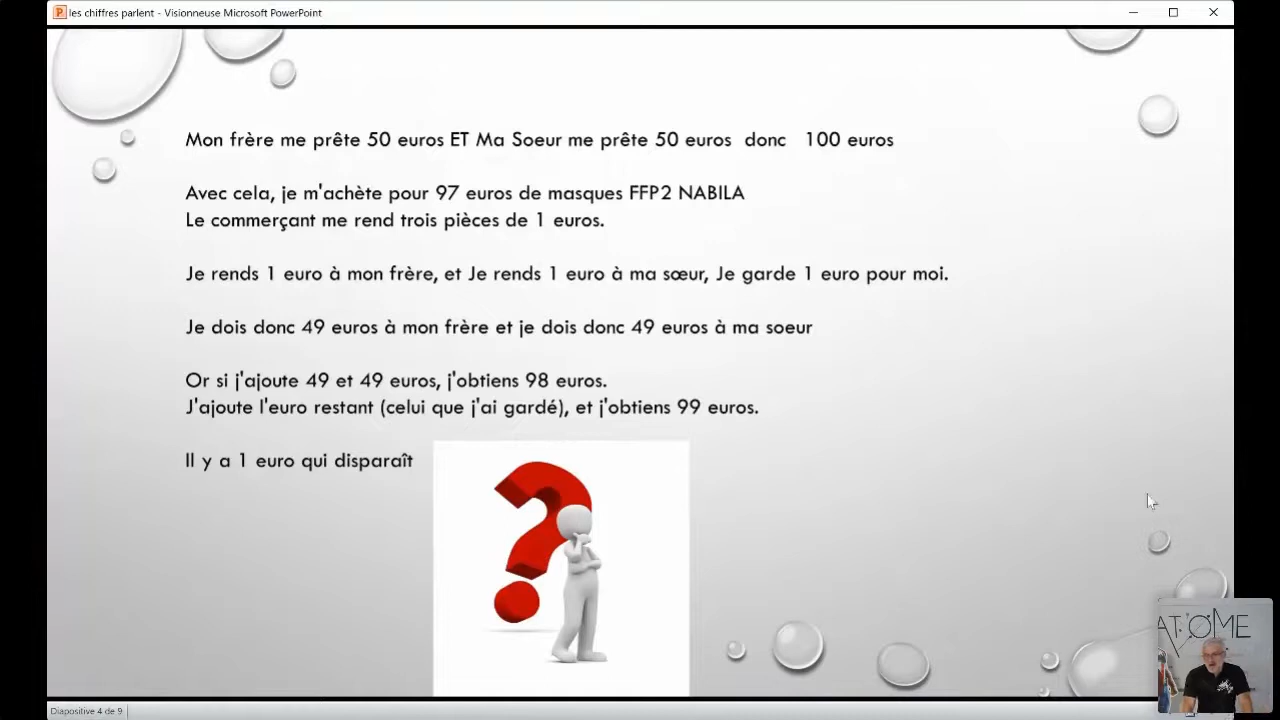 les chiffres parlent - Visionneuse Microsoft PowerPoint
Mon frère me prête 50 euros ET Ma Soeur me prête 50 euros donc 100 euros
Avec cela, je m'achète pour 97 euros de masques FFP2 NABILA
Le commerçant me rend trois pièces de 1 euros.
Je rends 1 euro à mon frère, et Je rends 1 euro à ma sœur, Je garde 1 euro pour moi.
Je dois donc 49 euros à mon frère et je dois donc 49 euros à ma soeur
Or si j'ajoute 49 et 49 euros, j'obtiens 98 euros.
J'ajoute l'euro restant (celui que j'ai gardé), et j'obtiens 99 euros.
Il y a 1 euro qui disparaît
ATOME
Diapositive 4 de 9